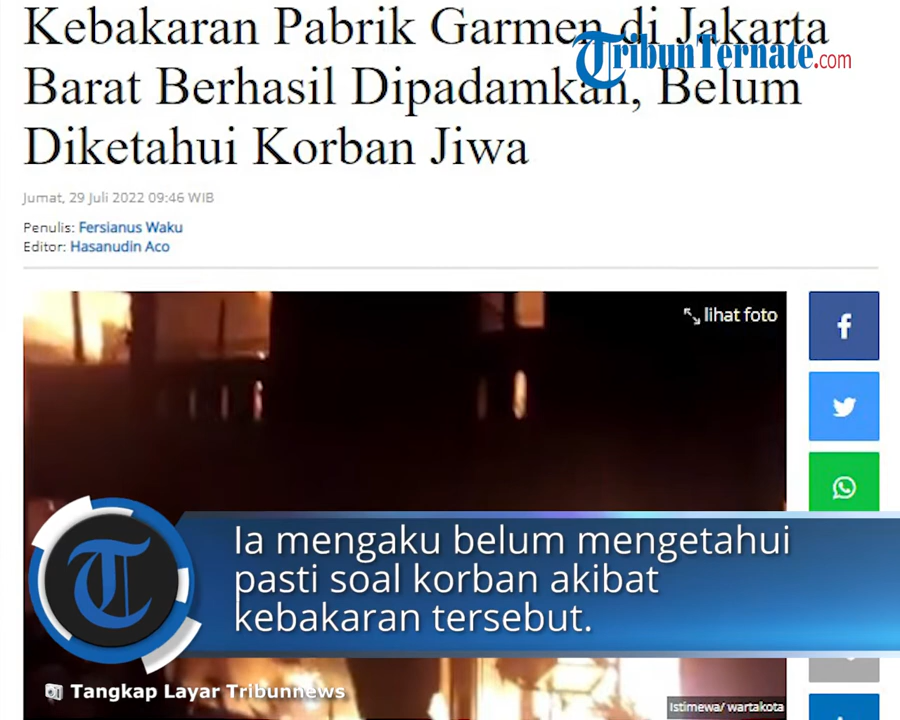 Kebakaran Pabrik Garmen di Jakarta
TribunTernate.com
Barat Berhasil Dipadamkan, Belum
Diketahui Korban Jiwa
Jumat, 29 Juli 2022 09:46 WIB
Penulis: Fersianus Waku
Editor: Hasanudin Aco
lihat foto
f
Ia mengaku belum mengetahui
pasti soal korban akibat
kebakaran tersebut.
T
Tangkap Layar Tribunnews
Istimewa/ wartakota